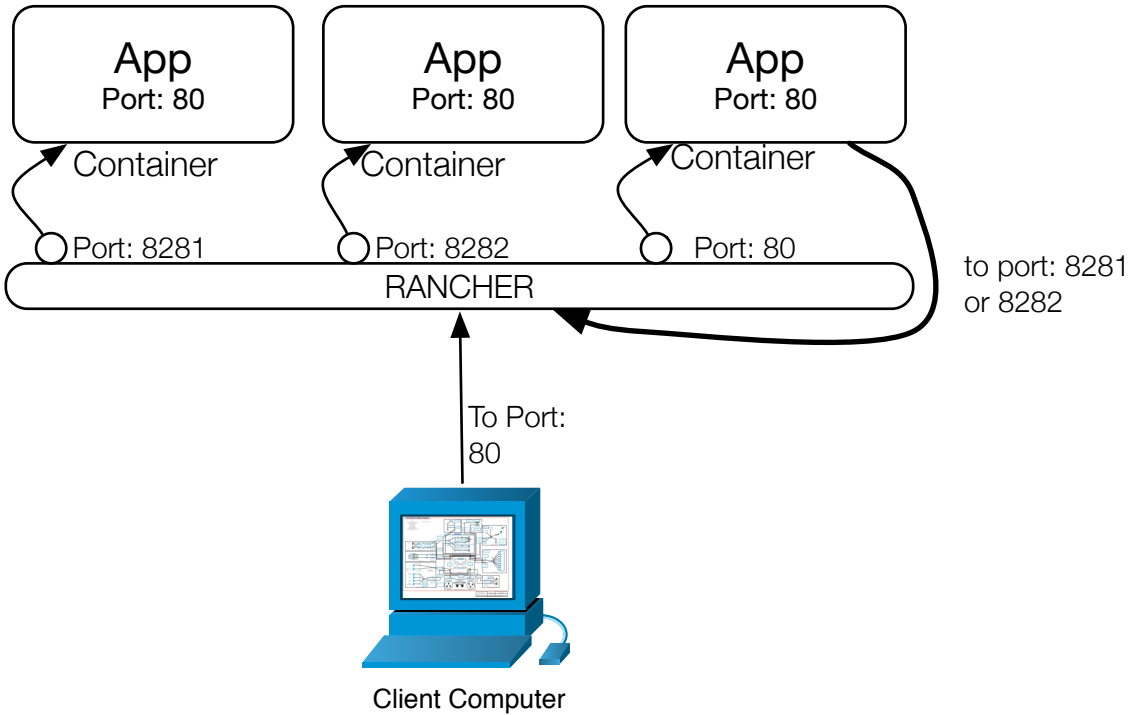 App
Port: 80
App
Port: 80
App
Port: 80
Container
Container
Container
Port: 8281
Port: 8282
Port: 80
to port: 8281
or 8282
RANCHER
To Port:
80
Client Computer